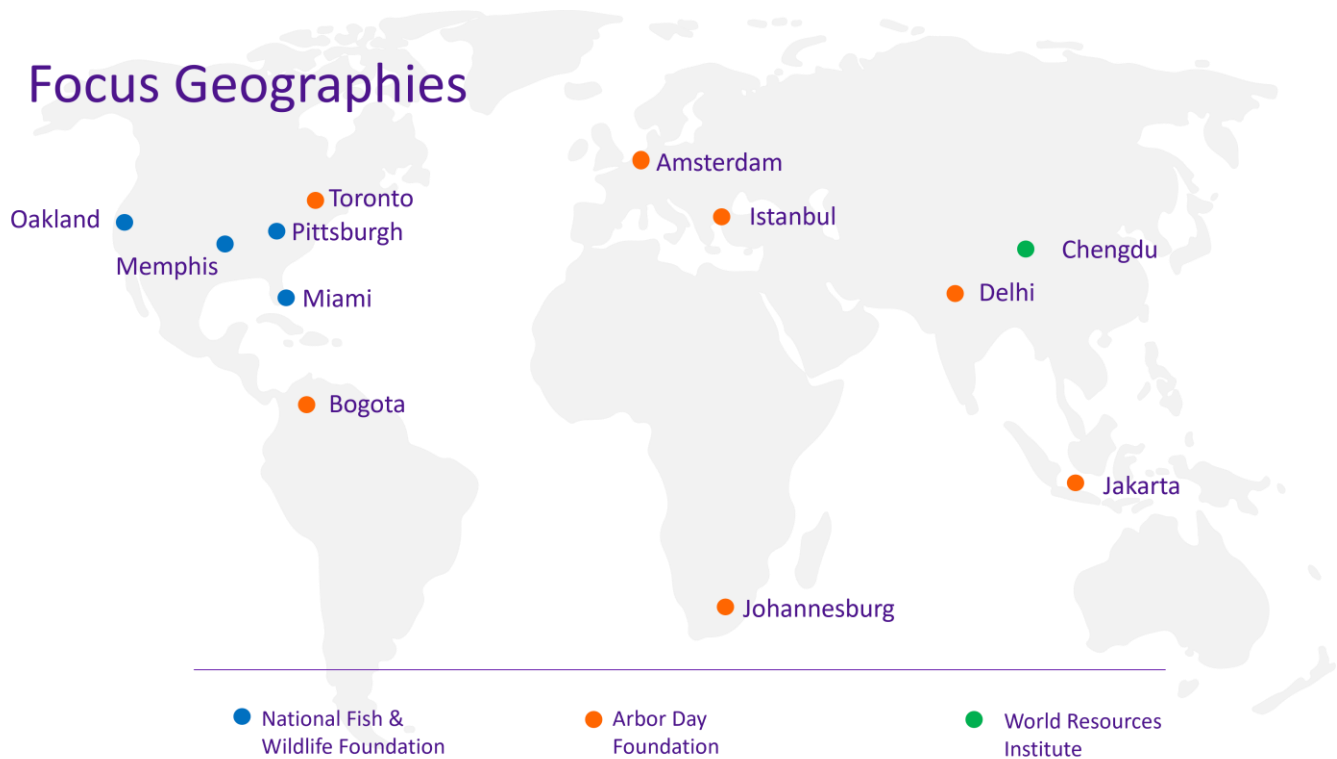 Focus Geographies
Amsterdam
Toronto
Istanbul
Oakland
Pittsburgh
Chengdu
Memphis
Delhi
Miami
Bogota
Jakarta
Johannesburg
National Fish &
Wildlife Foundation
Arbor Day
Foundation
World Resources
Institute